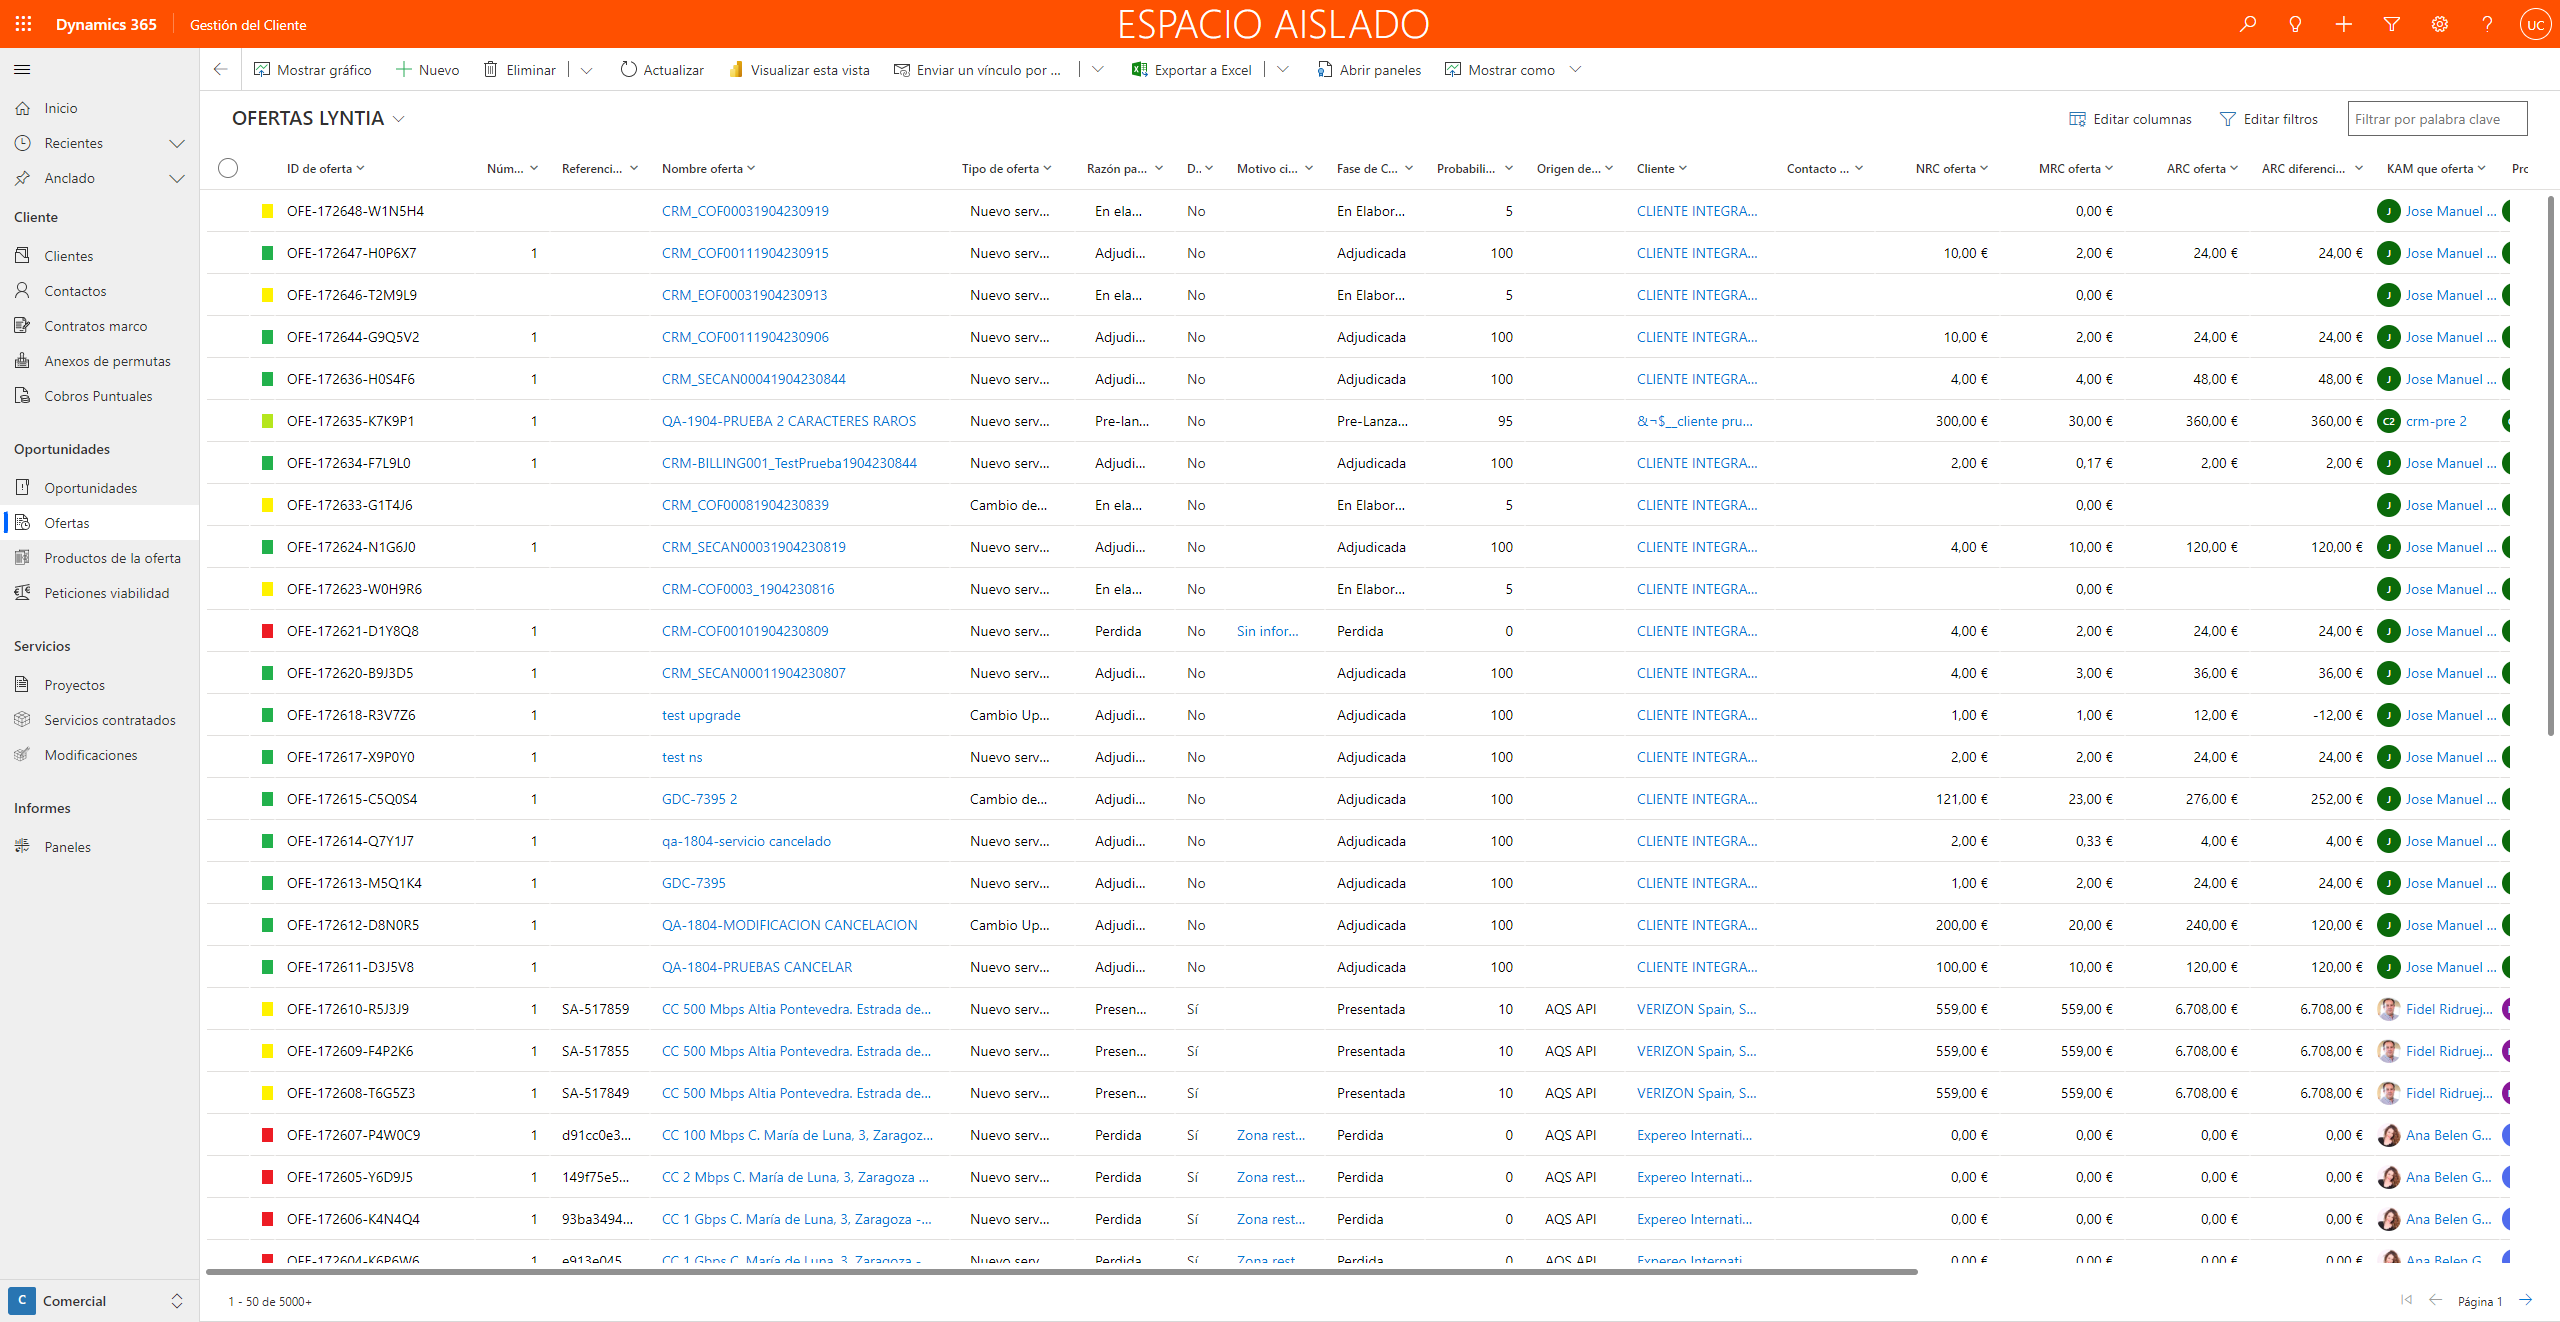 Dynamics 365 Gestión del Cliente ESPACIO AISLADO UC
Mostrar gráfico Nuevo Eliminar Actualizar Visualizar esta vista Enviar un vínculo por ... Exportar a Excel Abrir paneles Mostrar como
Inicio
Recientes
Anclado
Cliente
Clientes
Contactos
Contratos marco
Anexos de permutas
Cobros Puntuales
Oportunidades
Oportunidades
Ofertas
Productos de la oferta
Peticiones viabilidad
Servicios
Proyectos
Servicios contratados
Modificaciones
Informes
Paneles
C Comercial
OFERTAS LYNTIA Editar columnas Editar filtros Filtrar por palabra clave
ID de oferta Núm... Referenci... Nombre oferta Tipo de oferta Razón pa... D.. Motivo ci... Fase de C... Probabili... Origen de... Cliente Contacto ... NRC oferta MRC oferta ARC oferta ARC diferenci... KAM que oferta Prc
OFE-172648-W1N5H4 CRM_COF00031904230919 Nuevo serv... En ela... No En Elabor... 5 CLIENTE INTEGRA... 0,00 € J Jose Manuel ...
OFE-172647-H0P6X7 1 CRM_COF00111904230915 Nuevo serv... Adjudi... No Adjudicada 100 CLIENTE INTEGRA... 10,00 € 2,00 € 24,00 € 24,00 € J Jose Manuel ...
OFE-172646-T2M9L9 CRM_EOF00031904230913 Nuevo serv... En ela... No En Elabor... 5 CLIENTE INTEGRA... 0,00 € J Jose Manuel ...
OFE-172644-G9Q5V2 1 CRM_COF00111904230906 Nuevo serv... Adjudi... No Adjudicada 100 CLIENTE INTEGRA... 10,00 € 2,00 € 24,00 € 24,00 € J Jose Manuel ...
OFE-172636-H0S4F6 1 CRM_SECAN00041904230844 Nuevo serv... Adjudi... No Adjudicada 100 CLIENTE INTEGRA... 4,00 € 4,00 € 48,00 € 48,00 € J Jose Manuel ...
OFE-172635-K7K9P1 1 QA-1904-PRUEBA 2 CARACTERES RAROS Nuevo serv... Pre-lan... No Pre-Lanza... 95 &¬$__cliente pru... 300,00 € 30,00 € 360,00 € 360,00 € C2 crm-pre 2
OFE-172634-F7L9L0 1 CRM-BILLING001_TestPrueba1904230844 Nuevo serv... Adjudi... No Adjudicada 100 CLIENTE INTEGRA... 2,00 € 0,17 € 2,00 € 2,00 € J Jose Manuel ...
OFE-172633-G1T4J6 CRM_COF00081904230839 Cambio de... En ela... No En Elabor... 5 CLIENTE INTEGRA... 0,00 € J Jose Manuel ...
OFE-172624-N1G6J0 1 CRM_SECAN00031904230819 Nuevo serv... Adjudi... No Adjudicada 100 CLIENTE INTEGRA... 4,00 € 10,00 € 120,00 € 120,00 € J Jose Manuel ...
OFE-172623-W0H9R6 CRM-COF0003_1904230816 Nuevo serv... En ela... No En Elabor... 5 CLIENTE INTEGRA... 0,00 € J Jose Manuel ...
OFE-172621-D1Y8Q8 1 CRM-COF00101904230809 Nuevo serv... Perdida No Sin infor... Perdida 0 CLIENTE INTEGRA... 4,00 € 2,00 € 24,00 € 24,00 € J Jose Manuel ...
OFE-172620-B9J3D5 1 CRM_SECAN00011904230807 Nuevo serv... Adjudi... No Adjudicada 100 CLIENTE INTEGRA... 4,00 € 3,00 € 36,00 € 36,00 € J Jose Manuel ...
OFE-172618-R3V7Z6 1 test upgrade Cambio Up... Adjudi... No Adjudicada 100 CLIENTE INTEGRA... 1,00 € 1,00 € 12,00 € -12,00 € J Jose Manuel ...
OFE-172617-X9P0Y0 1 test ns Nuevo serv... Adjudi... No Adjudicada 100 CLIENTE INTEGRA... 2,00 € 2,00 € 24,00 € 24,00 € J Jose Manuel ...
OFE-172615-C5Q0S4 1 GDC-7395 2 Cambio de... Adjudi... No Adjudicada 100 CLIENTE INTEGRA... 121,00 € 23,00 € 276,00 € 252,00 € J Jose Manuel ...
OFE-172614-Q7Y1J7 1 qa-1804-servicio cancelado Nuevo serv... Adjudi... No Adjudicada 100 CLIENTE INTEGRA... 2,00 € 0,33 € 4,00 € 4,00 € J Jose Manuel ...
OFE-172613-M5Q1K4 1 GDC-7395 Nuevo serv... Adjudi... No Adjudicada 100 CLIENTE INTEGRA... 1,00 € 2,00 € 24,00 € 24,00 € J Jose Manuel ...
OFE-172612-D8N0R5 1 QA-1804-MODIFICACION CANCELACION Cambio Up... Adjudi... No Adjudicada 100 CLIENTE INTEGRA... 200,00 € 20,00 € 240,00 € 120,00 € J Jose Manuel ...
OFE-172611-D3J5V8 1 QA-1804-PRUEBAS CANCELAR Nuevo serv... Adjudi... No Adjudicada 100 CLIENTE INTEGRA... 100,00 € 10,00 € 120,00 € 120,00 € J Jose Manuel ...
OFE-172610-R5J3J9 1 SA-517859 CC 500 Mbps Altia Pontevedra. Estrada de... Nuevo serv... Presen... Sí Presentada 10 AQS API VERIZON Spain, S... 559,00 € 559,00 € 6.708,00 € 6.708,00 € Fidel Ridruej...
OFE-172609-F4P2K6 1 SA-517855 CC 500 Mbps Altia Pontevedra. Estrada de... Nuevo serv... Presen... Sí Presentada 10 AQS API VERIZON Spain, S... 559,00 € 559,00 € 6.708,00 € 6.708,00 € Fidel Ridruej...
OFE-172608-T6G5Z3 1 SA-517849 CC 500 Mbps Altia Pontevedra. Estrada de... Nuevo serv... Presen... Sí Presentada 10 AQS API VERIZON Spain, S... 559,00 € 559,00 € 6.708,00 € 6.708,00 € Fidel Ridruej...
OFE-172607-P4W0C9 1 d91cc0e3... CC 100 Mbps C. María de Luna, 3, Zaragoz... Nuevo serv... Perdida Sí Zona rest... Perdida 0 AQS API Expereo Internati... 0,00 € 0,00 € 0,00 € 0,00 € Ana Belen G...
OFE-172605-Y6D9J5 1 149f75e5... CC 2 Mbps C. María de Luna, 3, Zaragoza ... Nuevo serv... Perdida Sí Zona rest... Perdida 0 AQS API Expereo Internati... 0,00 € 0,00 € 0,00 € 0,00 € Ana Belen G...
OFE-172606-K4N4Q4 1 93ba3494... CC 1 Gbps C. María de Luna, 3, Zaragoza -... Nuevo serv... Perdida Sí Zona rest... Perdida 0 AQS API Expereo Internati... 0,00 € 0,00 € 0,00 € 0,00 € Ana Belen G...
OFE-172604-K6P6W6 1 e913e045... CC 1 Gbps C. María de Luna, 3, Zaragoza -... Nuevo serv... Perdida Sí Zona rest... Perdida 0 AQS API Expereo Internati... 0,00 € 0,00 € 0,00 € 0,00 € Ana Belen G...
1 - 50 de 5000+ Página 1